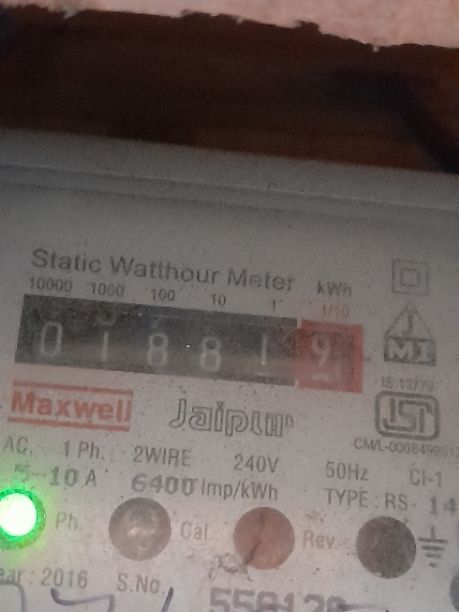 Static Watthour Meter kWh
10000 1000 100 10 1 1/10
0 1 8 8 1 9
Maxwell Jaipur
IS:13779
ISI
AC. 1 Ph. 2WIRE 240V 50Hz Cl-1
-10 A 6400 Imp/kWh TYPE : RS- 14
Ph. Cal. Rev.
ear : 2016 S.No.